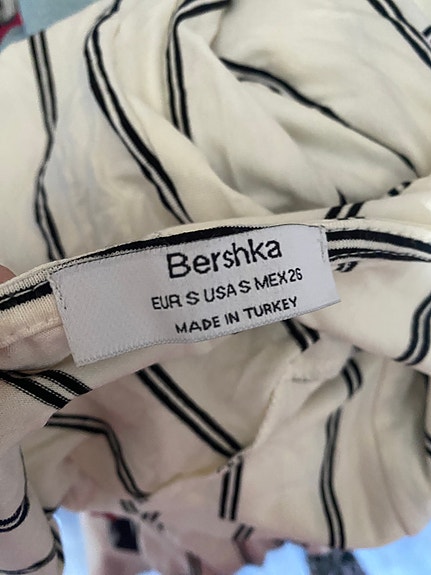 Bershka
EUR S USA S MEX 26
MADE IN TURKEY